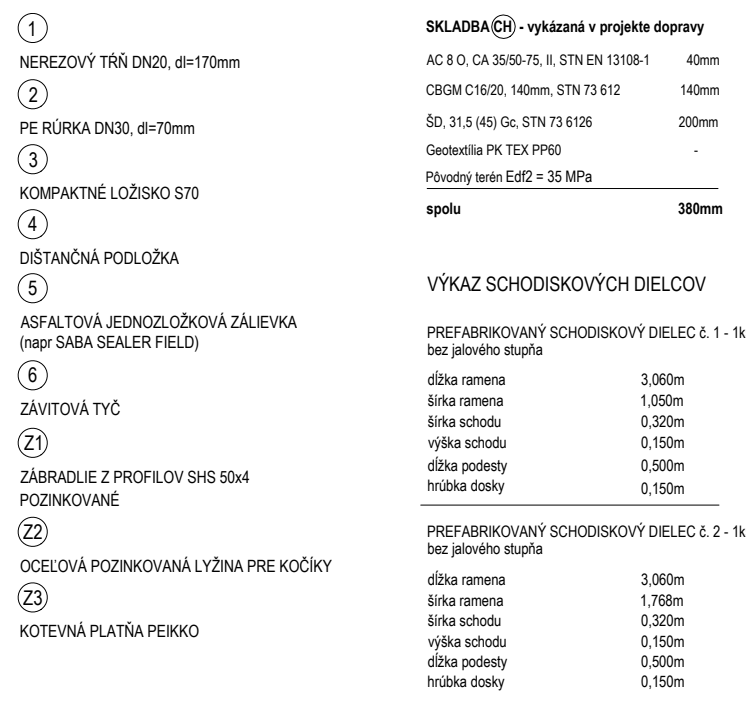 1
NEREZOVÝ TŔŇ DN20, dl=170mm
2
PE RÚRKA DN30, dl=70mm
3
KOMPAKTNÉ LOŽISKO S70
4
DIŠTANČNÁ PODLOŽKA
5
ASFALTOVÁ JEDNOZLOŽKOVÁ ZÁLIEVKA
(napr SABA SEALER FIELD)
6
ZÁVITOVÁ TYČ
Z1
ZÁBRADLIE Z PROFILOV SHS 50x4
POZINKOVANÉ
Z2
OCEĽOVÁ POZINKOVANÁ LYŽINA PRE KOČÍKY
Z3
KOTEVNÁ PLATŇA PEIKKO
SKLADBA CH - vykázaná v projekte dopravy
AC 8 O, CA 35/50-75, II, STN EN 13108-1 40mm
CBGM C16/20, 140mm, STN 73 612 140mm
ŠD, 31,5 (45) Gc, STN 73 6126 200mm
Geotextília PK TEX PP60 -
Pôvodný terén Edf2 = 35 MPa
spolu 380mm
VÝKAZ SCHODISKOVÝCH DIELCOV
PREFABRIKOVANÝ SCHODISKOVÝ DIELEC č. 1 - 1k
bez jalového stupňa
dĺžka ramena 3,060m
šírka ramena 1,050m
šírka schodu 0,320m
výška schodu 0,150m
dĺžka podesty 0,500m
hrúbka dosky 0,150m
PREFABRIKOVANÝ SCHODISKOVÝ DIELEC č. 2 - 1k
bez jalového stupňa
dĺžka ramena 3,060m
šírka ramena 1,768m
šírka schodu 0,320m
výška schodu 0,150m
dĺžka podesty 0,500m
hrúbka dosky 0,150m